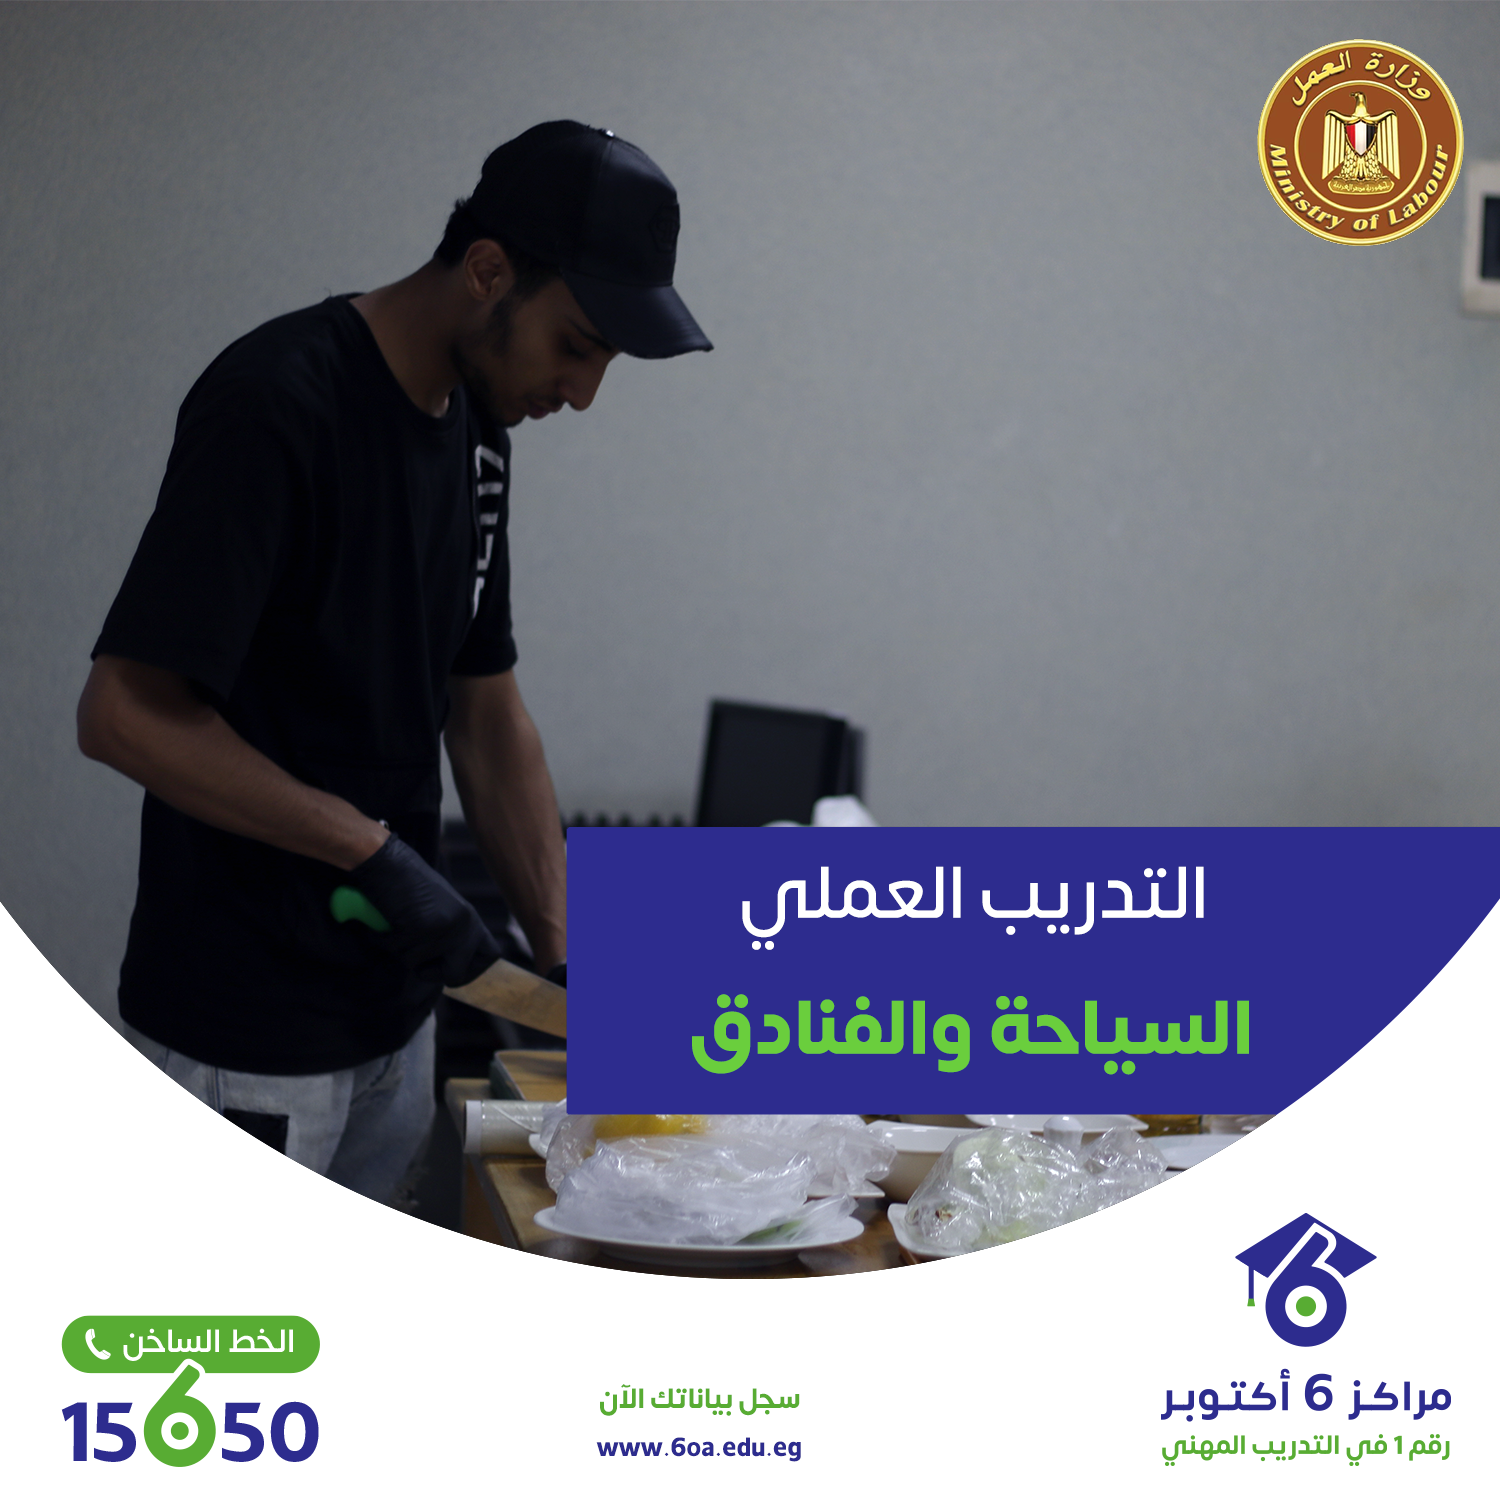 وزارة العمل
Ministry of Labour
التدريب العملي
السياحة والفنادق
مراكز 6 أكتوبر
رقم 1 في التدريب المهني
سجل بياناتك الآن
www.6oa.edu.eg
الخط الساخن
15650